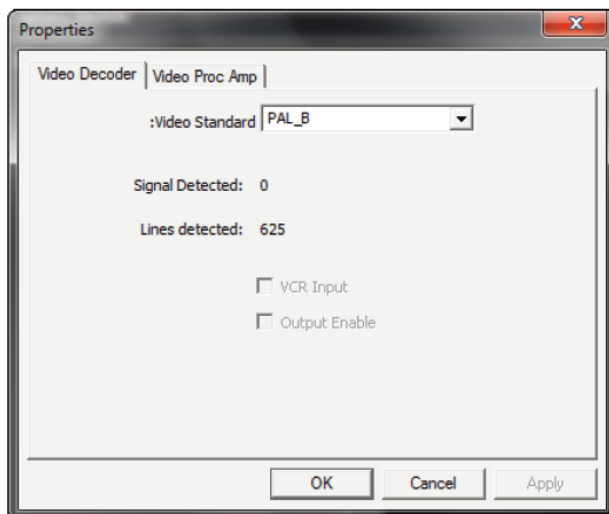 Properties
Video Decoder Video Proc Amp
:Video Standard PAL_B
Signal Detected: 0
Lines detected: 625
VCR Input
Output Enable
OK Cancel Apply